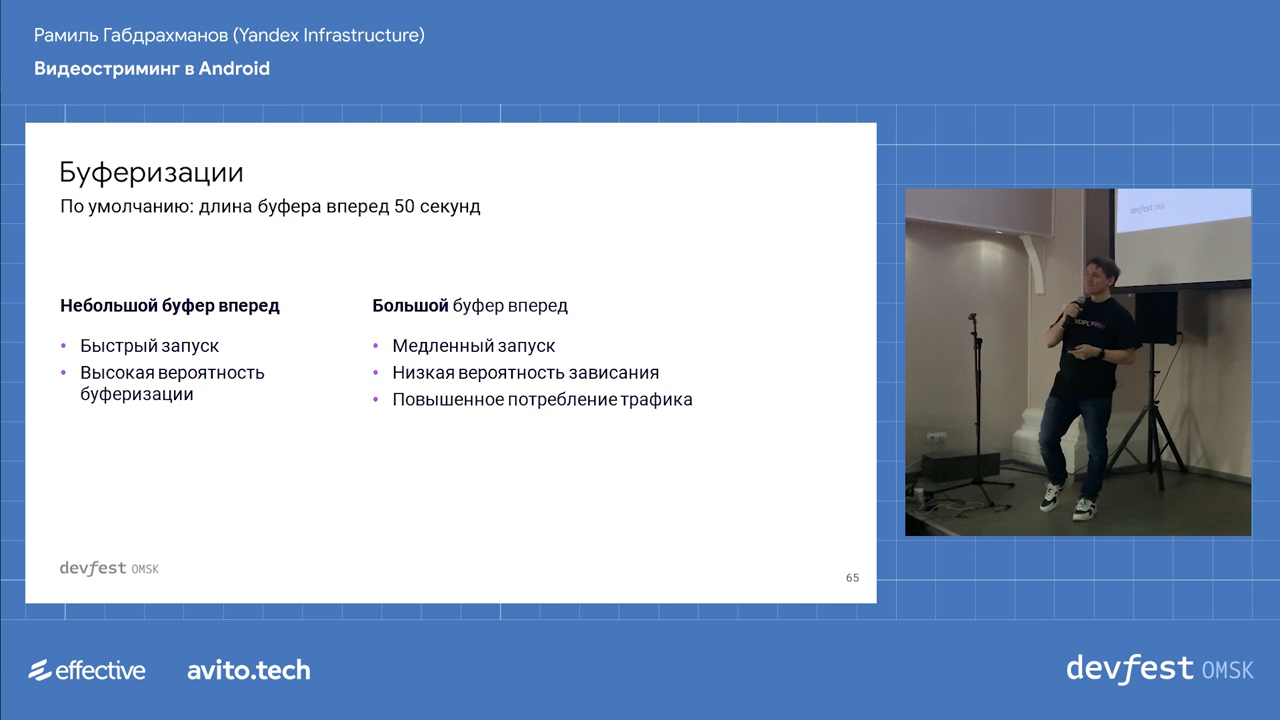 Рамиль Габдрахманов (Yandex Infrastructure)
Видеостриминг в Android
Буферизации
По умолчанию: длина буфера вперед 50 секунд
Небольшой буфер вперед
• Быстрый запуск
• Высокая вероятность
буферизации
Большой буфер вперед
• Медленный запуск
• Низкая вероятность зависания
• Повышенное потребление трафика
devfest OMSK
65
devfest OMSK
effective
avito.tech
devfest OMSK